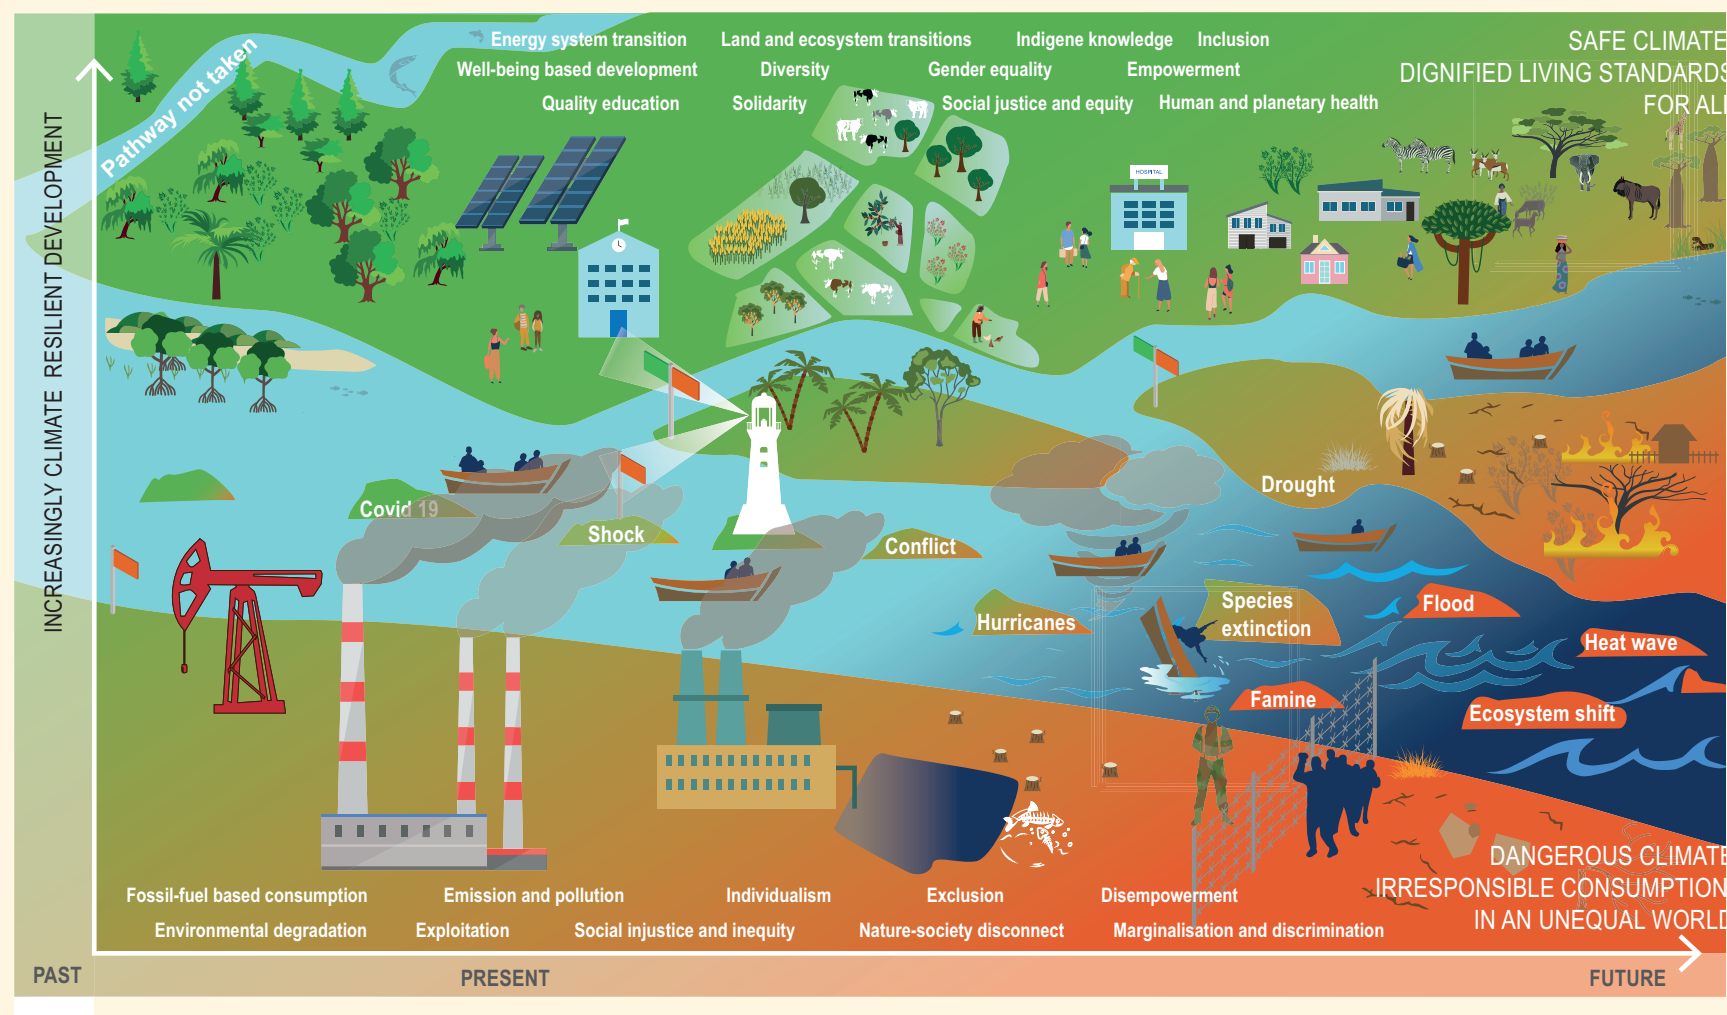 Energy system transition
Land and ecosystem transitions
Indigene knowledge
Inclusion
SAFE CLIMATE
Well-being based development
Diversity
Gender equality
Empowerment
DIGNIFIED LIVING STANDARDS
Quality education
Solidarity
Social justice and equity
Human and planetary health
FOR ALL
Pathway not taken
HOSPITAL
INCREASINGLY CLIMATE RESILIENT DEVELOPMENT
Drought
Covid 19
Shock
Conflict
Species
extinction
Flood
Hurricanes
Heat wave
Famine
Ecosystem shift
DANGEROUS CLIMATE
IRRESPONSIBLE CONSUMPTION
IN AN UNEQUAL WORLD
Fossil-fuel based consumption
Emission and pollution
Individualism
Exclusion
Disempowerment
Environmental degradation
Exploitation
Social injustice and inequity
Nature-society disconnect
Marginalisation and discrimination
PAST
PRESENT
FUTURE